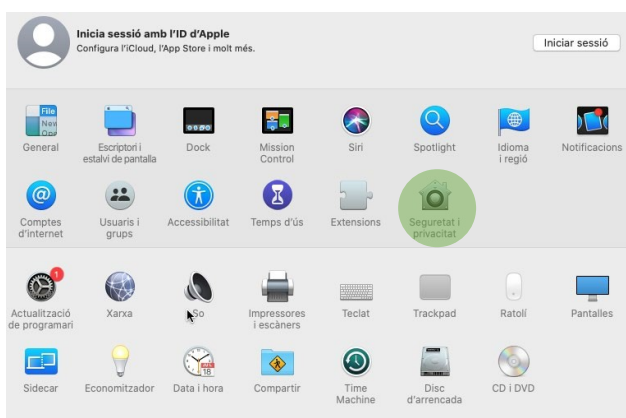 Inicia sessió amb l'ID d'Apple
Configura l'iCloud, l'App Store i molt més.
Iniciar sessió
File
New
General
Escriptori i
estalvi de pantalla
Dock
Mission
Control
Siri
Spotlight
Idioma
i regió
Notificacions
Comptes
d'internet
Usuaris i
grups
Accessibilitat
Temps d'ús
Extensions
Seguretat i
privacitat
1
Actualització
de programari
Xarxa
So
Impressores
i escàners
Teclat
Trackpad
Ratolí
Pantalles
Sidecar
Economitzador
18
Data i hora
Compartir
Time
Machine
Disc
d'arrencada
CD i DVD